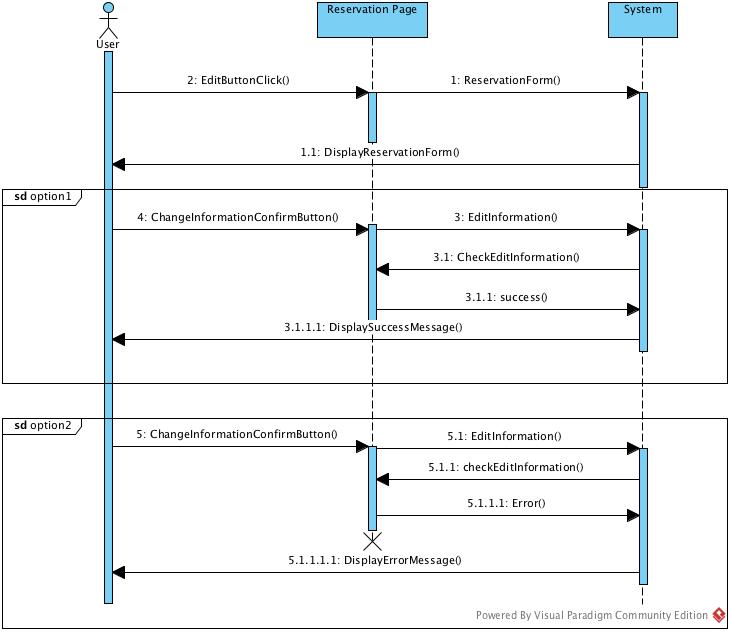 Reservation Page
System
User
2: EditButtonClick()
1: ReservationForm()
1.1: DisplayReservationForm()
sd option1
4: ChangeInformationConfirmButton()
3: EditInformation()
3.1: CheckEditInformation()
3.1.1: success()
3.1.1.1: DisplaySuccessMessage()
sd option2
5: ChangeInformationConfirmButton()
5.1: EditInformation()
5.1.1: checkEditInformation()
5.1.1.1: Error()
5.1.1.1.1: DisplayErrorMessage()
Powered By Visual Paradigm Community Edition